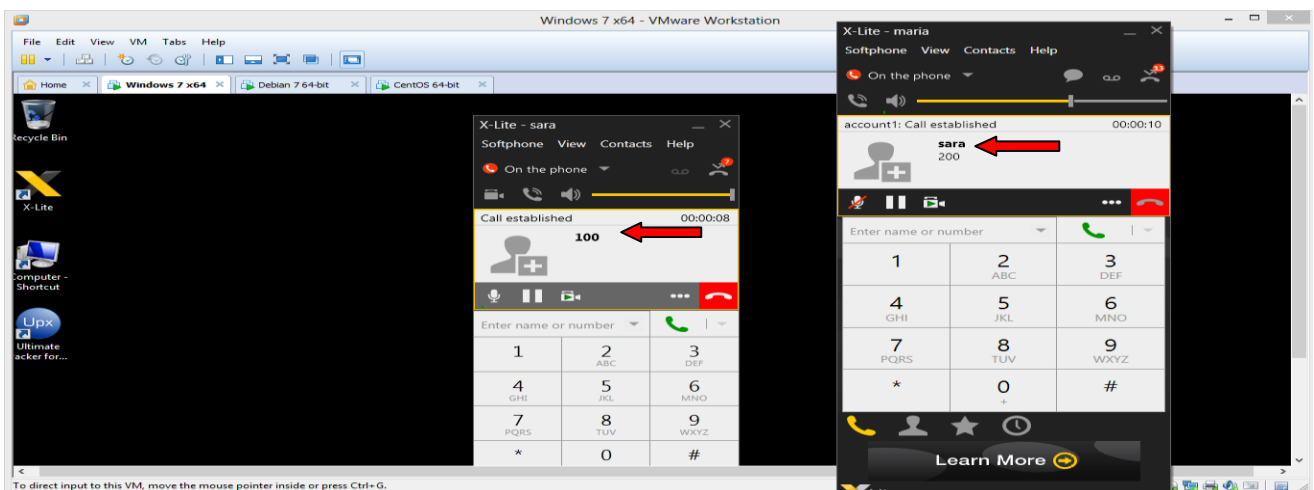 Windows 7 x64 - VMware Workstation
File Edit View VM Tabs Help
Home
Windows 7 x64
Debian 7 64-bit
CentOS 64-bit
Recycle Bin
X-Lite
Computer -
Shortcut
Upx
Ultimate
acker for...
X-Lite - sara
Softphone View Contacts Help
On the phone
7
Call established 00:00:08
100
Enter name or number
1 2 3
ABC DEF
4 5 6
GHI JKL MNO
7 8 9
PQRS TUV WXYZ
* 0 #
X-Lite - maria
Softphone View Contacts Help
On the phone
13
account1: Call established 00:00:10
sara
200
Enter name or number
1 2 3
ABC DEF
4 5 6
GHI JKL MNO
7 8 9
PQRS TUV WXYZ
* 0 #
+
Learn More
To direct input to this VM, move the mouse pointer inside or press Ctrl+G.